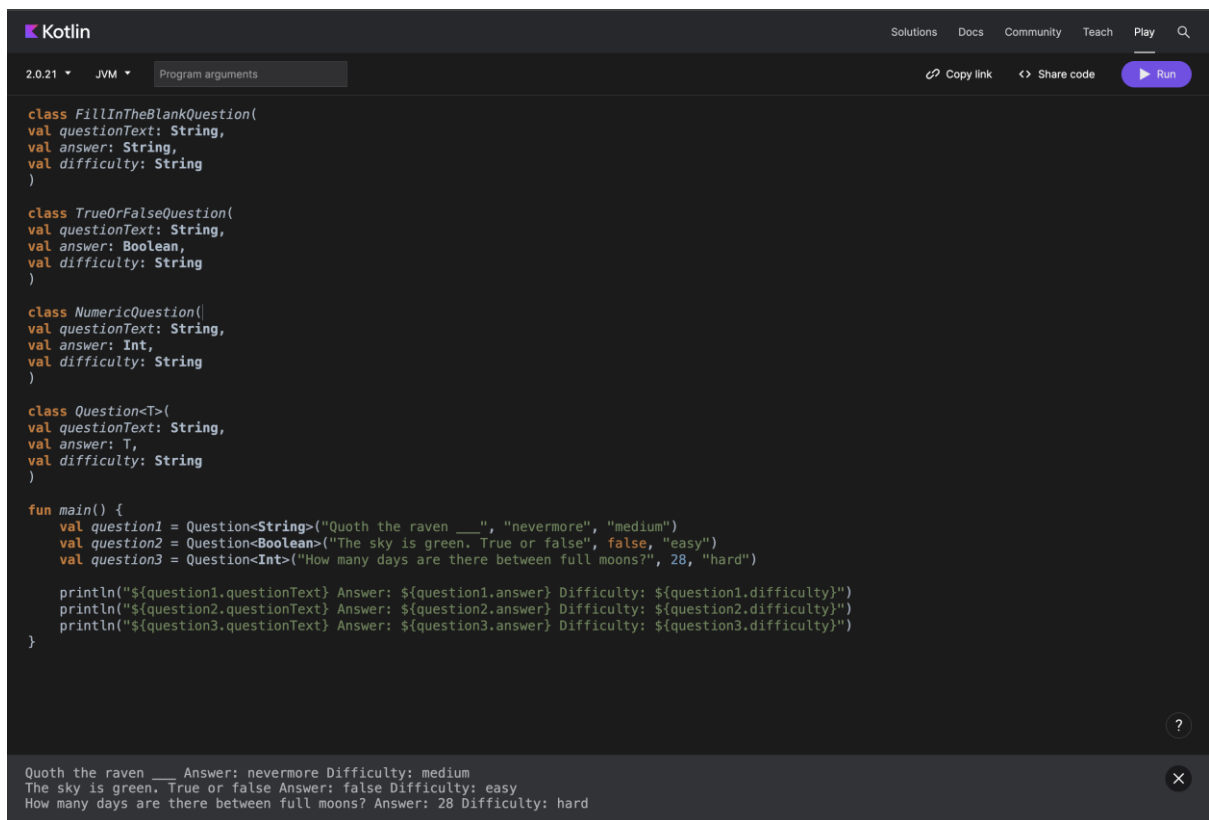 Kotlin
Solutions Docs Community Teach Play
2.0.21 JVM Program arguments Copy link <> Share code Run
class FillInTheBlankQuestion(
val questionText: String,
val answer: String,
val difficulty: String
)
class TrueOrFalseQuestion(
val questionText: String,
val answer: Boolean,
val difficulty: String
)
class NumericQuestion(
val questionText: String,
val answer: Int,
val difficulty: String
)
class Question<T>(
val questionText: String,
val answer: T,
val difficulty: String
)
fun main() {
    val question1 = Question<String>("Quoth the raven ___", "nevermore", "medium")
    val question2 = Question<Boolean>("The sky is green. True or false", false, "easy")
    val question3 = Question<Int>("How many days are there between full moons?", 28, "hard")
    println("${question1.questionText} Answer: ${question1.answer} Difficulty: ${question1.difficulty}")
    println("${question2.questionText} Answer: ${question2.answer} Difficulty: ${question2.difficulty}")
    println("${question3.questionText} Answer: ${question3.answer} Difficulty: ${question3.difficulty}")
}
?
Quoth the raven ___ Answer: nevermore Difficulty: medium
The sky is green. True or false Answer: false Difficulty: easy
How many days are there between full moons? Answer: 28 Difficulty: hard